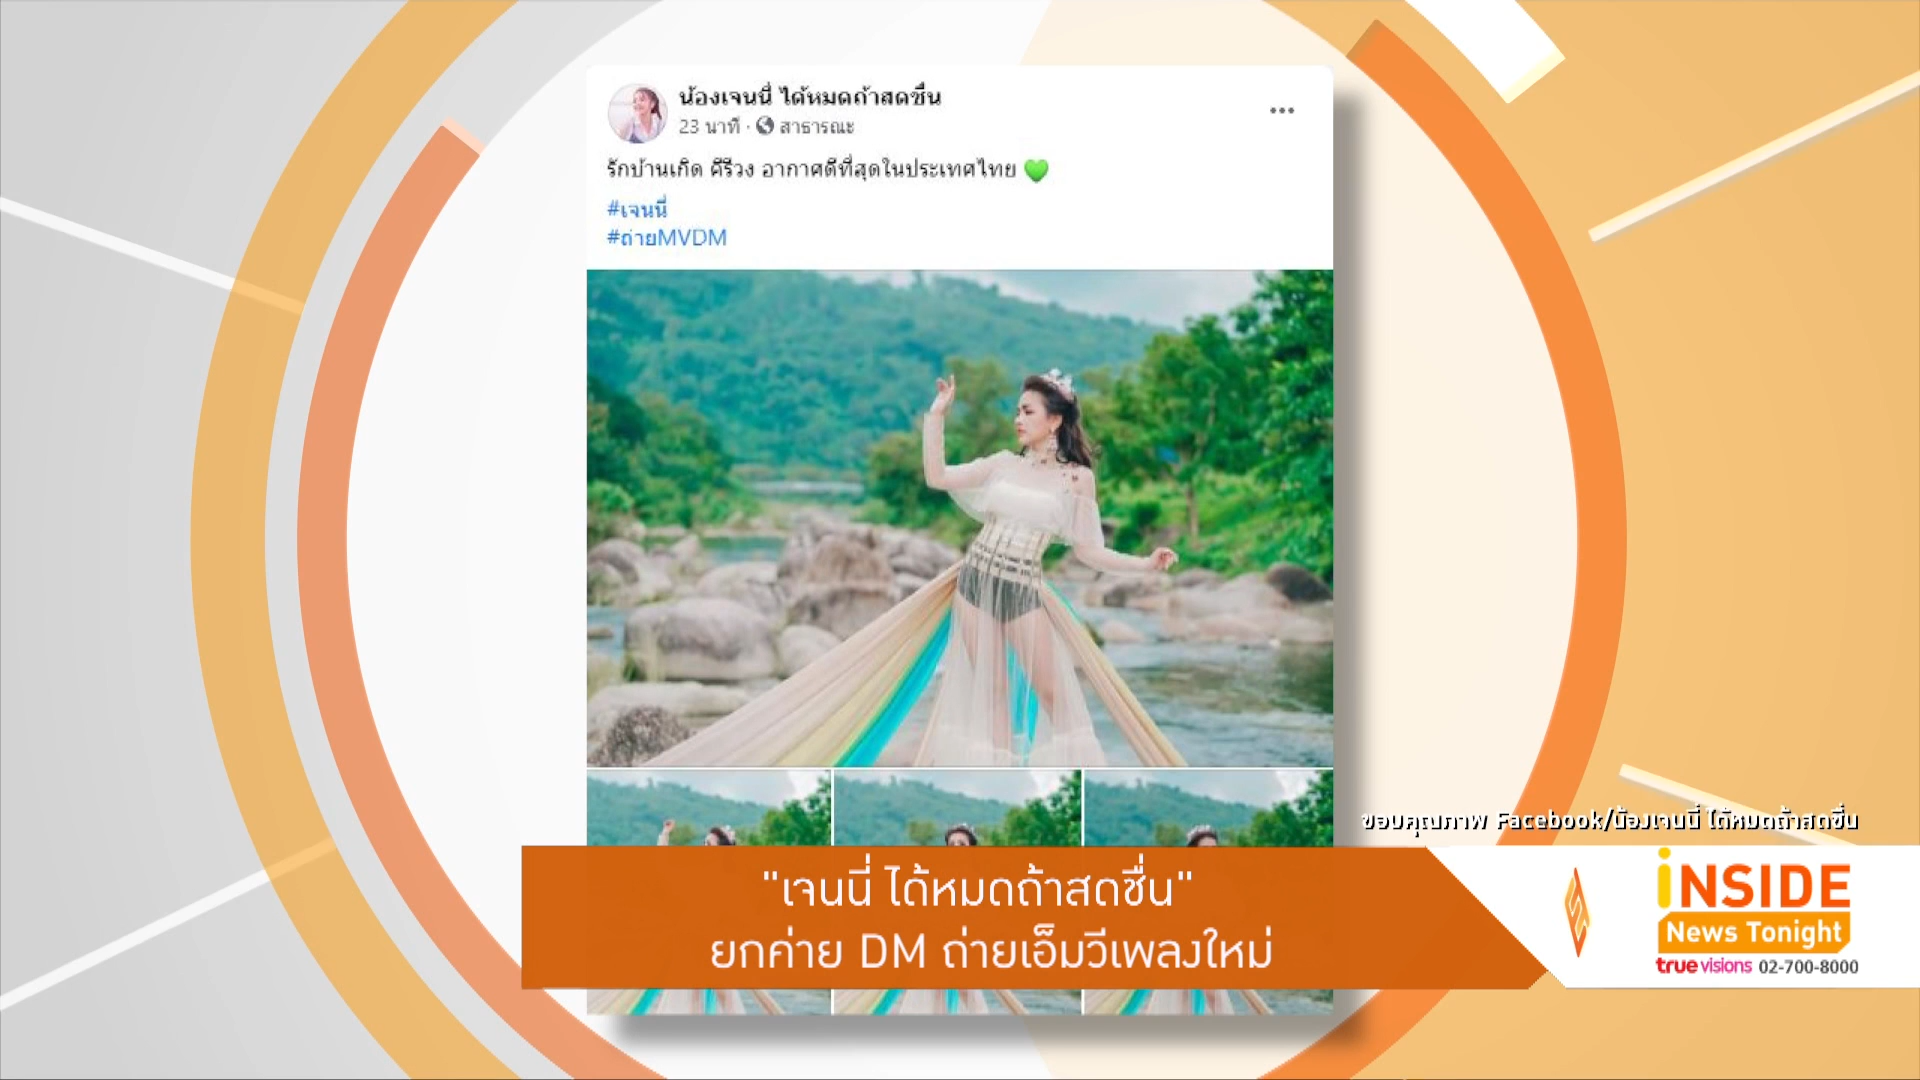 น้องเจนนี่ ได้หมดถ้าสดชื่น
23 นาที · สาธารณะ
รักบ้านเกิด คีรีวง อากาศดีที่สุดในประเทศไทย 💚
#เจนนี่
#ถ่ายMVDM
ขอบคุณภาพ Facebook/น้องเจนนี่ ได้หมดถ้าสดชื่น
"เจนนี่ ได้หมดถ้าสดชื่น"
ยกค่าย DM ถ่ายเอ็มวีเพลงใหม่
iNSIDE
News Tonight
truevisions 02-700-8000